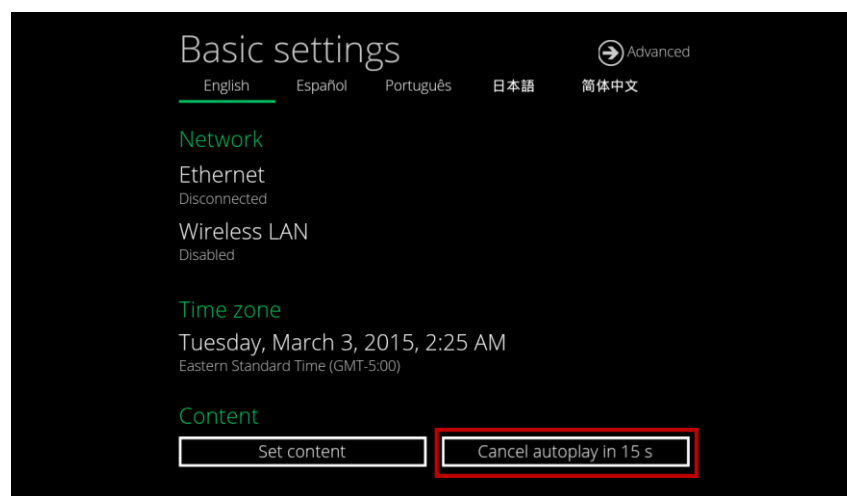 Basic settings
Advanced
English Español Português 日本語 简体中文
Network
Ethernet
Disconnected
Wireless LAN
Disabled
Time zone
Tuesday, March 3, 2015, 2:25 AM
Eastern Standard Time (GMT-5:00)
Content
Set content
Cancel autoplay in 15 s